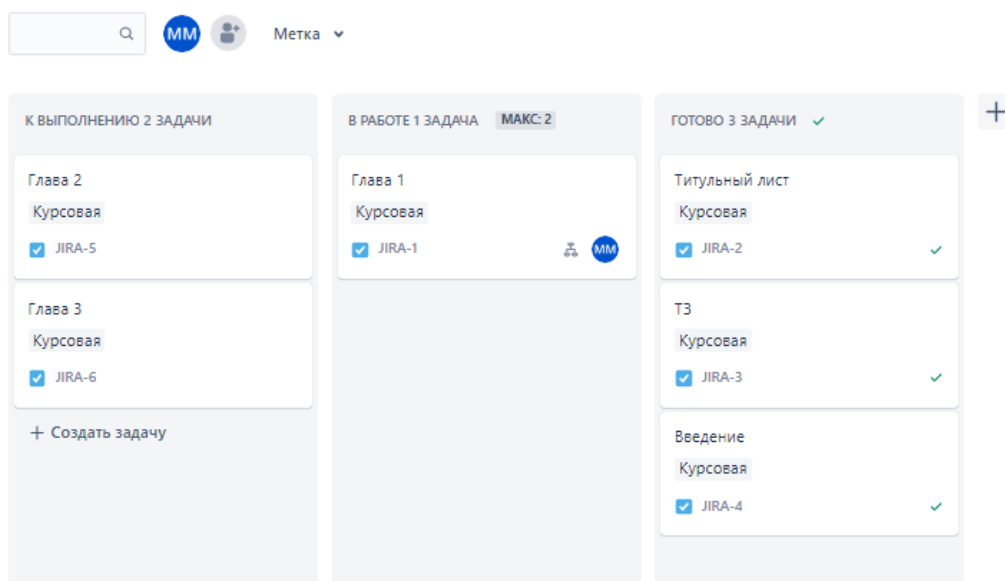 MM Метка
К ВЫПОЛНЕНИЮ 2 ЗАДАЧИ
Глава 2
Курсовая
JIRA-5
Глава 3
Курсовая
JIRA-6
+ Создать задачу
В РАБОТЕ 1 ЗАДАЧА МАКС: 2
Глава 1
Курсовая
JIRA-1 MM
ГОТОВО 3 ЗАДАЧИ
Титульный лист
Курсовая
JIRA-2
ТЗ
Курсовая
JIRA-3
Введение
Курсовая
JIRA-4